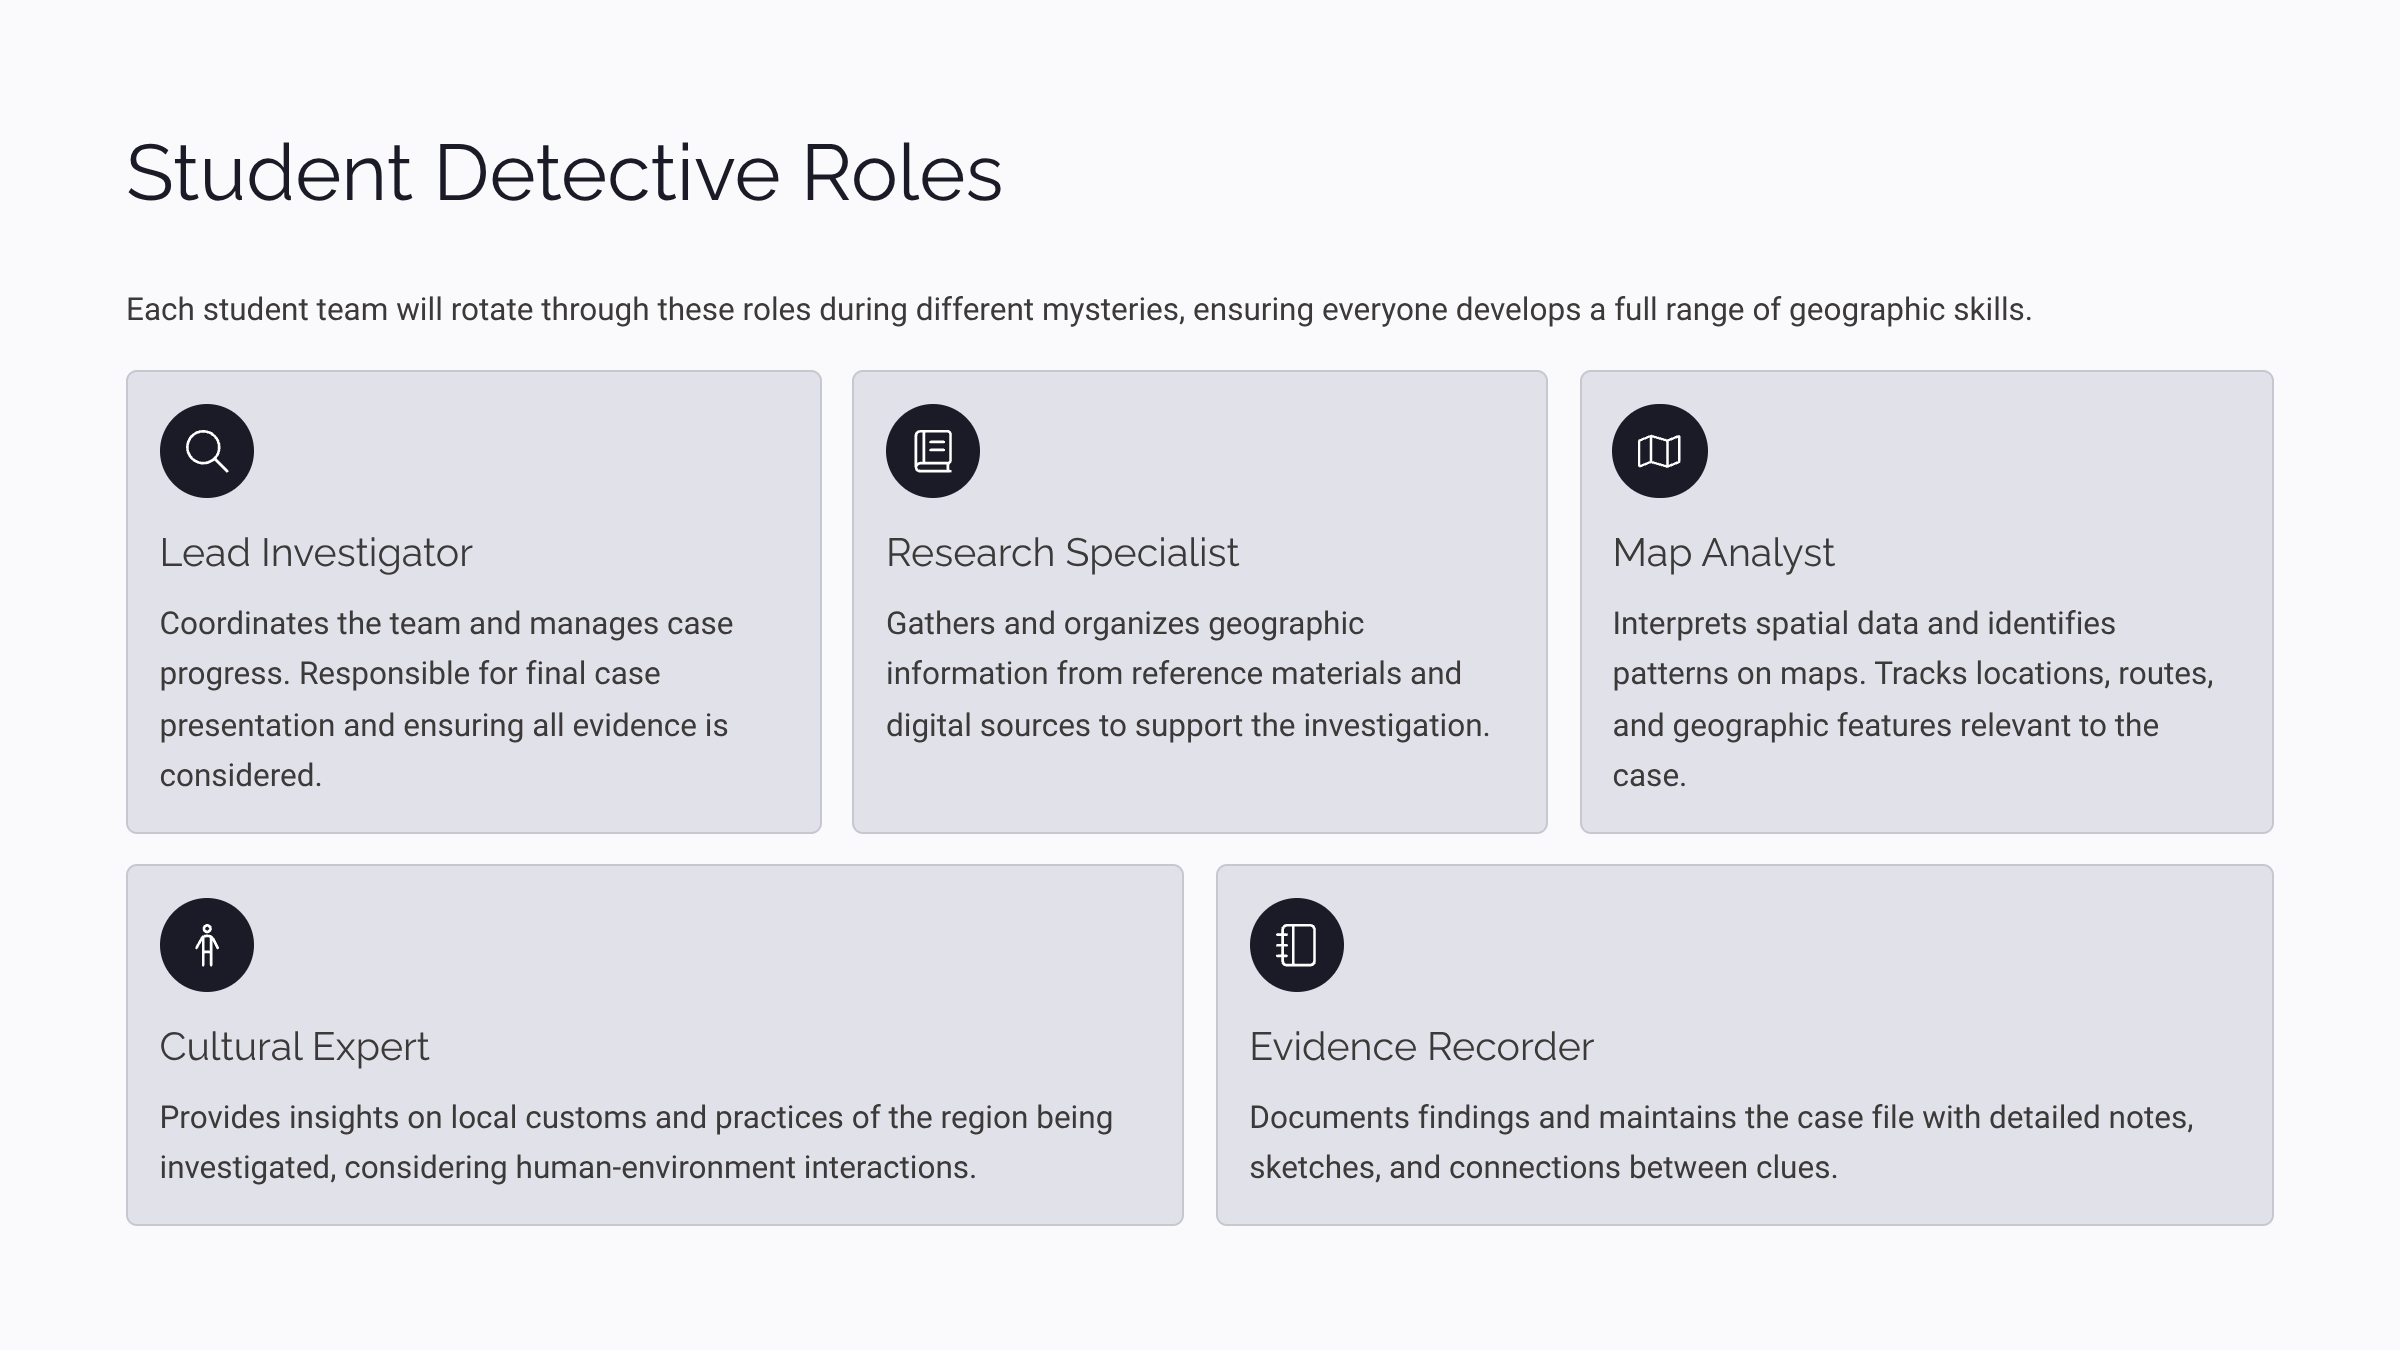 Student Detective Roles
Each student team will rotate through these roles during different mysteries, ensuring everyone develops a full range of geographic skills.
Lead Investigator
Coordinates the team and manages case
progress. Responsible for final case
presentation and ensuring all evidence is
considered.
Research Specialist
Gathers and organizes geographic
information from reference materials and
digital sources to support the investigation.
Map Analyst
Interprets spatial data and identifies
patterns on maps. Tracks locations, routes,
and geographic features relevant to the
case.
Cultural Expert
Provides insights on local customs and practices of the region being
investigated, considering human-environment interactions.
Evidence Recorder
Documents findings and maintains the case file with detailed notes,
sketches, and connections between clues.